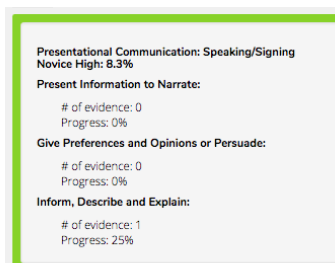 Presentational Communication: Speaking/Signing
Novice High: 8.3%
Present Information to Narrate:
# of evidence: 0
Progress: 0%
Give Preferences and Opinions or Persuade:
# of evidence: 0
Progress: 0%
Inform, Describe and Explain:
# of evidence: 1
Progress: 25%